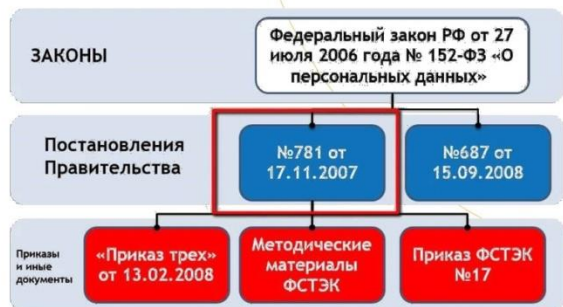 ЗАКОНЫ
Федеральный закон РФ от 27
июля 2006 года № 152-ФЗ «О
персональных данных»
Постановления
Правительства
№781 от
17.11.2007
№687 от
15.09.2008
Приказы
и иные
документы
«Приказ трех»
от 13.02.2008
Методические
материалы
ФСТЭК
Приказ ФСТЭК
№17